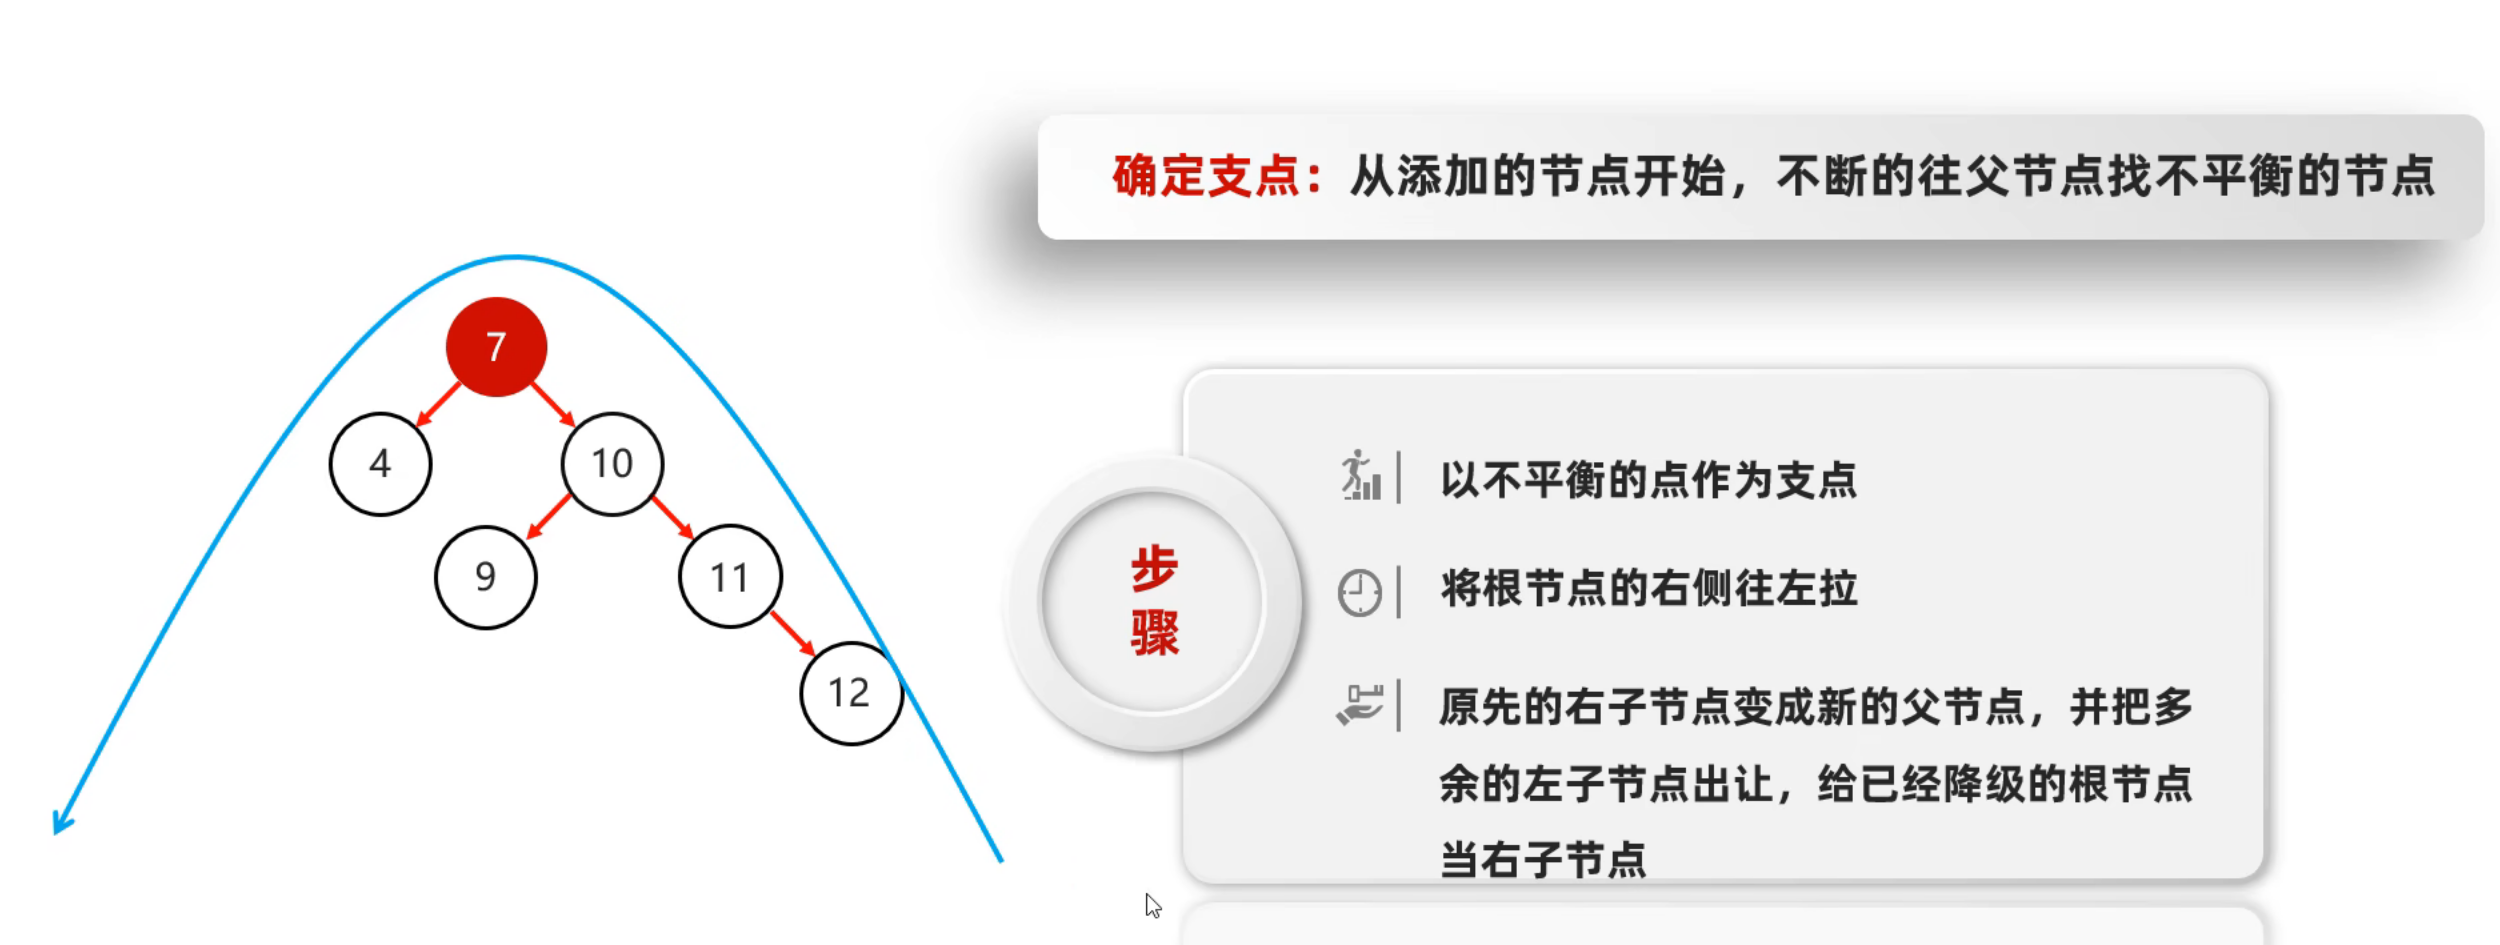 确定支点：从添加的节点开始，不断的往父节点找不平衡的节点
7
4
10
9
11
12
步
骤
以不平衡的点作为支点
将根节点的右侧往左拉
原先的右子节点变成新的父节点，并把多
余的左子节点出让，给已经降级的根节点
当右子节点